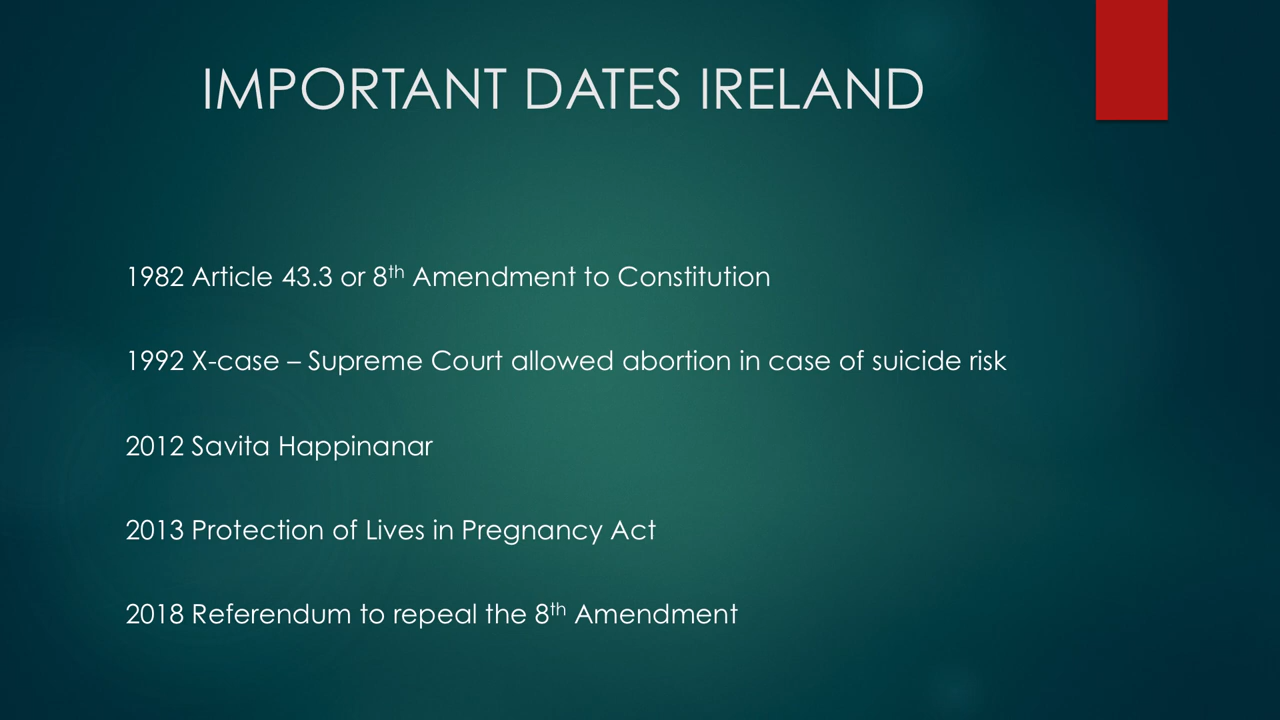 IMPORTANT DATES IRELAND
1982 Article 43.3 or 8th Amendment to Constitution
1992 X-case – Supreme Court allowed abortion in case of suicide risk
2012 Savita Happinanar
2013 Protection of Lives in Pregnancy Act
2018 Referendum to repeal the 8th Amendment